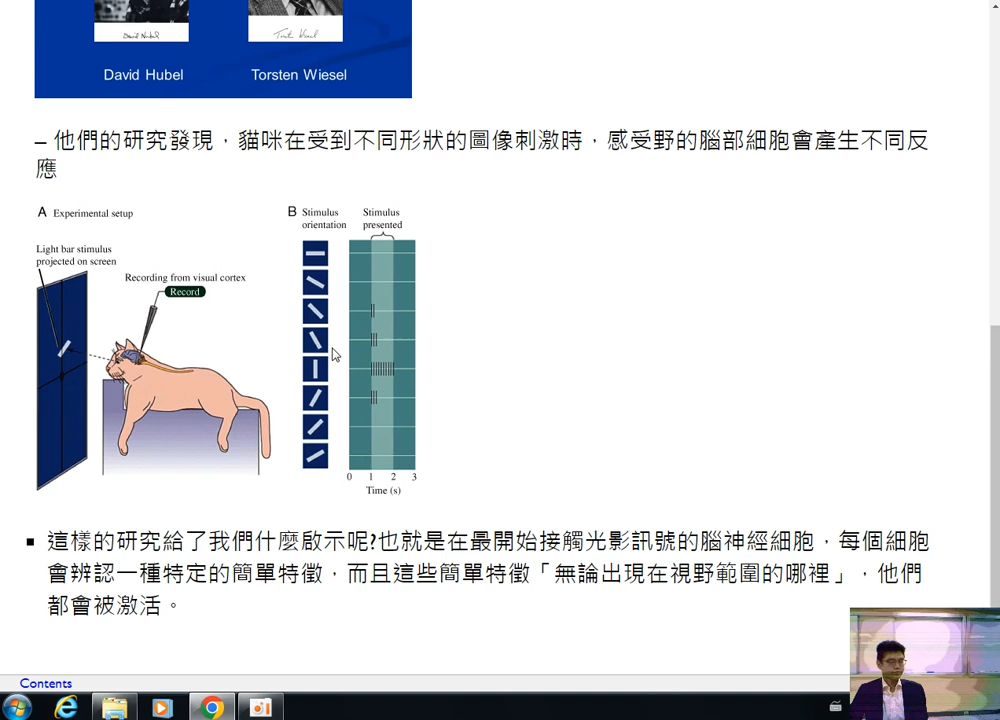 David Hubel Torsten Wiesel
– 他們的研究發現，貓咪在受到不同形狀的圖像刺激時，感受野的腦部細胞會產生不同反
應
A Experimental setup
Light bar stimulus
projected on screen
Recording from visual cortex
Record
B Stimulus
orientation
Stimulus
presented
0 1 2 3
Time (s)
▪ 這樣的研究給了我們什麼啟示呢?也就是在最開始接觸光影訊號的腦神經細胞，每個細胞
會辨認一種特定的簡單特徵，而且這些簡單特徵「無論出現在視野範圍的哪裡」，他們
都會被激活。
Contents